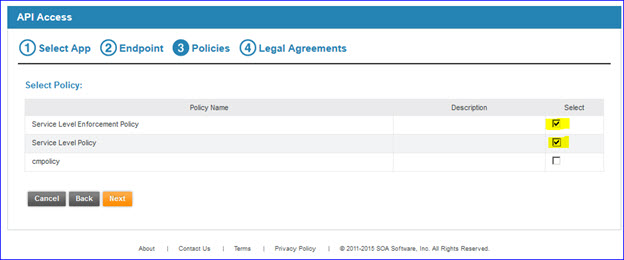 API Access
1 Select App 2 Endpoint 3 Policies 4 Legal Agreements
Select Policy:
Policy Name Description Select
Service Level Enforcement Policy
Service Level Policy
cmpolicy
Cancel Back Next
About | Contact Us | Terms | Privacy Policy | © 2011-2015 SOA Software, Inc. All Rights Reserved.